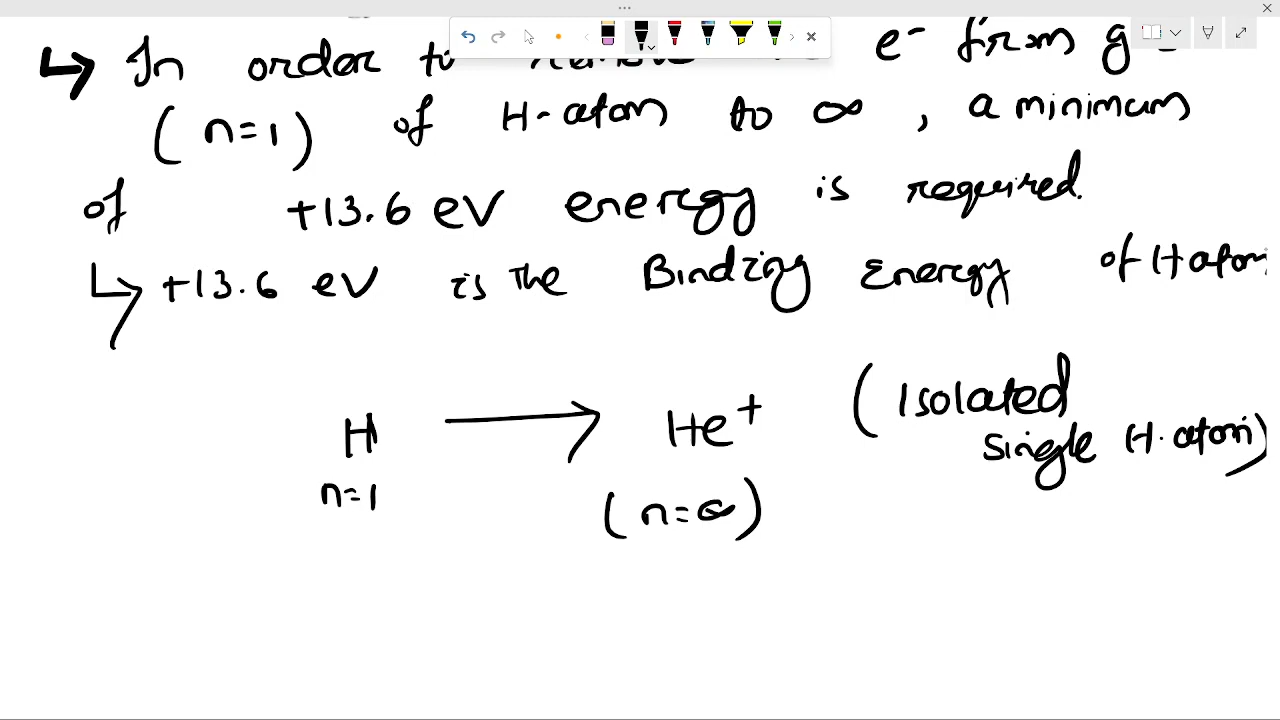 ↳ In order to e- from
(n=1) of H-atom to ∞, a minimum
of +13.6 eV energy is required.
↳ +13.6 eV is the Binding Energy of H atom
H → He+ (Isolated
single H-atom)
n=1 (n=∞)